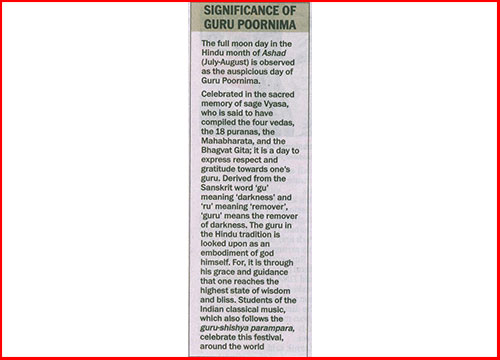 SIGNIFICANCE OF
GURU POORNIMA
The full moon day in the
Hindu month of Ashad
(July-August) is observed
as the auspicious day of
Guru Poornima.
Celebrated in the sacred
memory of sage Vyasa,
who is said to have
compiled the four vedas,
the 18 puranas, the
Mahabharata, and the
Bhagvat Gita; it is a day to
express respect and
gratitude towards one's
guru. Derived from the
Sanskrit word 'gu'
meaning 'darkness' and
'ru' meaning 'remover',
'guru' means the remover
of darkness. The guru in
the Hindu tradition is
looked upon as an
embodiment of god
himself. For, it is through
his grace and guidance
that one reaches the
highest state of wisdom
and bliss. Students of the
Indian classical music,
which also follows the
guru-shishya parampara,
celebrate this festival,
around the world